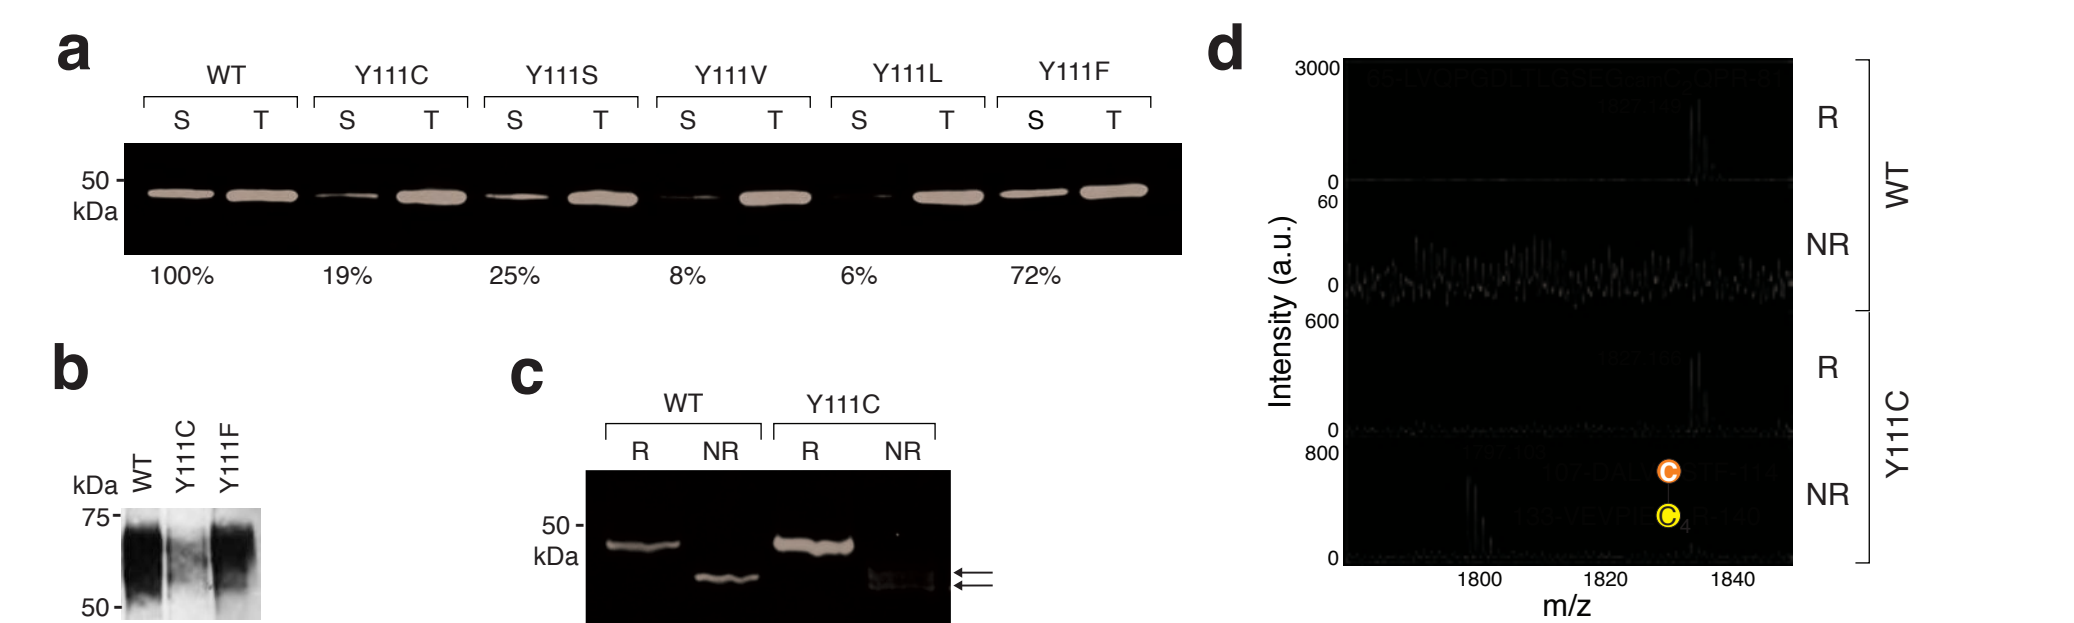 a
WT Y111C Y111S Y111V Y111L Y111F
S T S T S T S T S T S T
50
kDa
100% 19% 25% 8% 6% 72%
b
kDa
WT
Y111C
Y111F
75
50
c
WT Y111C
R NR R NR
50
kDa
d
Intensity (a.u.)
3000
0
60
0
600
0
800
0
1800 1820 1840
m/z
R
NR
WT
R
NR
Y111C
C
C
4